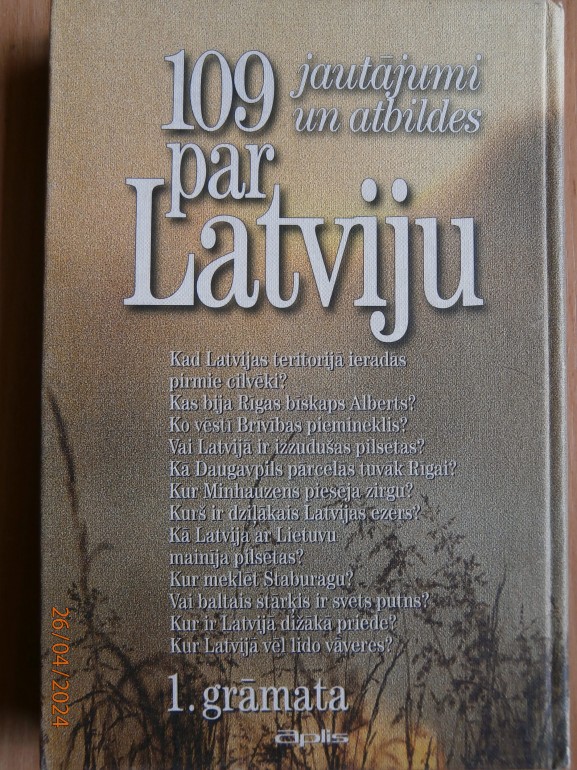 109 jautājumi
un atbildes
par
Latviju
Kad Latvijas teritorijā ieradās
pirmie cilvēki?
Kas bija Rīgas bīskaps Alberts?
Ko vēstī Brīvības piemineklis?
Vai Latvijā ir izzudušas pilsētas?
Kā Daugavpils pārcēlās tuvāk Rīgai?
Kur Minhauzens piesēja zirgu?
Kurš ir dziļākais Latvijas ezers?
Kā Latvija ar Lietuvu
mainīja pilsētas?
Kur meklēt Staburagu?
Vai baltais stārķis ir svēts putns?
Kur ir Latvijā dižākā priede?
Kur Latvijā vēl lido vāveres?
1. grāmata
āplis
26/04/2024